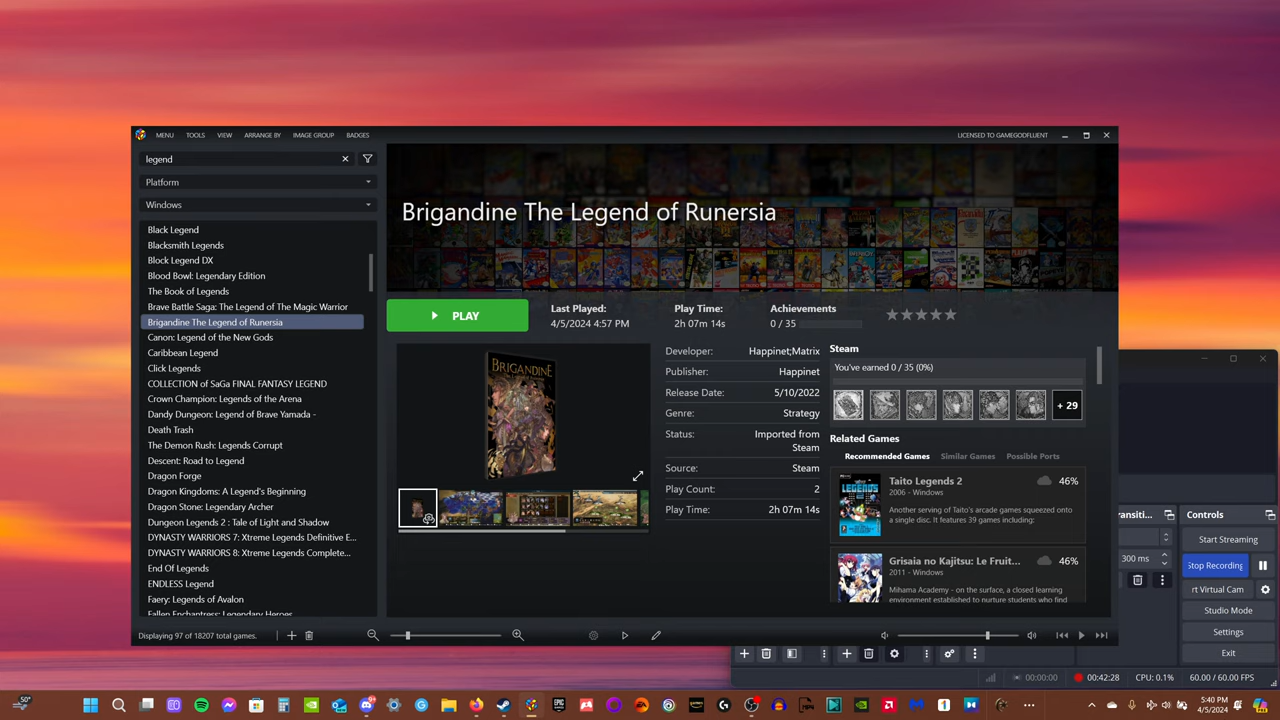 MENU TOOLS VIEW ARRANGE BY IMAGE GROUP BADGES LICENSED TO GAMEGODFLUENT
legend
Platform
Windows
Black Legend
Blacksmith Legends
Block Legend DX
Blood Bowl: Legendary Edition
The Book of Legends
Brave Battle Saga: The Legend of The Magic Warrior
Brigandine The Legend of Runersia
Canon: Legend of the New Gods
Caribbean Legend
Click Legends
COLLECTION of SaGa FINAL FANTASY LEGEND
Crown Champion: Legends of the Arena
Dandy Dungeon: Legend of Brave Yamada -
Death Trash
The Demon Rush: Legends Corrupt
Descent: Road to Legend
Dragon Forge
Dragon Kingdoms: A Legend's Beginning
Dragon Stone: Legendary Archer
Dungeon Legends 2 : Tale of Light and Shadow
DYNASTY WARRIORS 7: Xtreme Legends Definitive E...
DYNASTY WARRIORS 8: Xtreme Legends Complete...
End Of Legends
ENDLESS Legend
Faery: Legends of Avalon
Fallen Enchantress: Legendary Heroes
Displaying 97 of 18207 total games.
Brigandine The Legend of Runersia
PLAY
Last Played:
4/5/2024 4:57 PM
Play Time:
2h 07m 14s
Achievements
0 / 35
BRIGANDINE
Developer: Happinet;Matrix
Publisher: Happinet
Release Date: 5/10/2022
Genre: Strategy
Status: Imported from
Steam
Source: Steam
Play Count: 2
Play Time: 2h 07m 14s
Steam
You've earned 0 / 35 (0%)
+ 29
Related Games
Recommended Games Similar Games Possible Ports
LEGENDS
Taito Legends 2 46%
2006 - Windows
Another serving of Taito's arcade games squeezed onto
a single disc. It features 39 games including:
Grisaia no Kajitsu: Le Fruit... 46%
2011 - Windows
Mihama Academy - on the surface, a closed learning
environment established to nurture students who find
ransiti...
300 ms
Controls
Start Streaming
Stop Recording
rt Virtual Cam
Studio Mode
Settings
Exit
00:00:00 00:42:28 CPU: 0.1% 60.00 / 60.00 FPS
50°
5:40 PM
4/5/2024